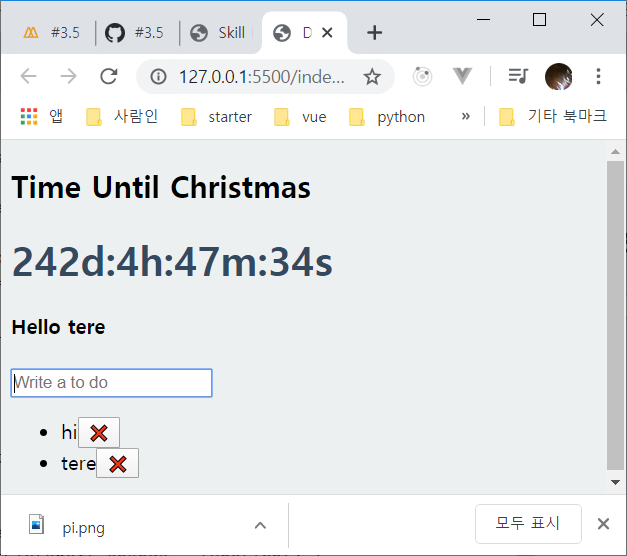 #3.5 #3.5 Skill D
127.0.0.1:5500/inde...
앱 사람인 starter vue python » 기타 북마크
Time Until Christmas
242d:4h:47m:34s
Hello tere
Write a to do
hi
tere
pi.png 모두 표시